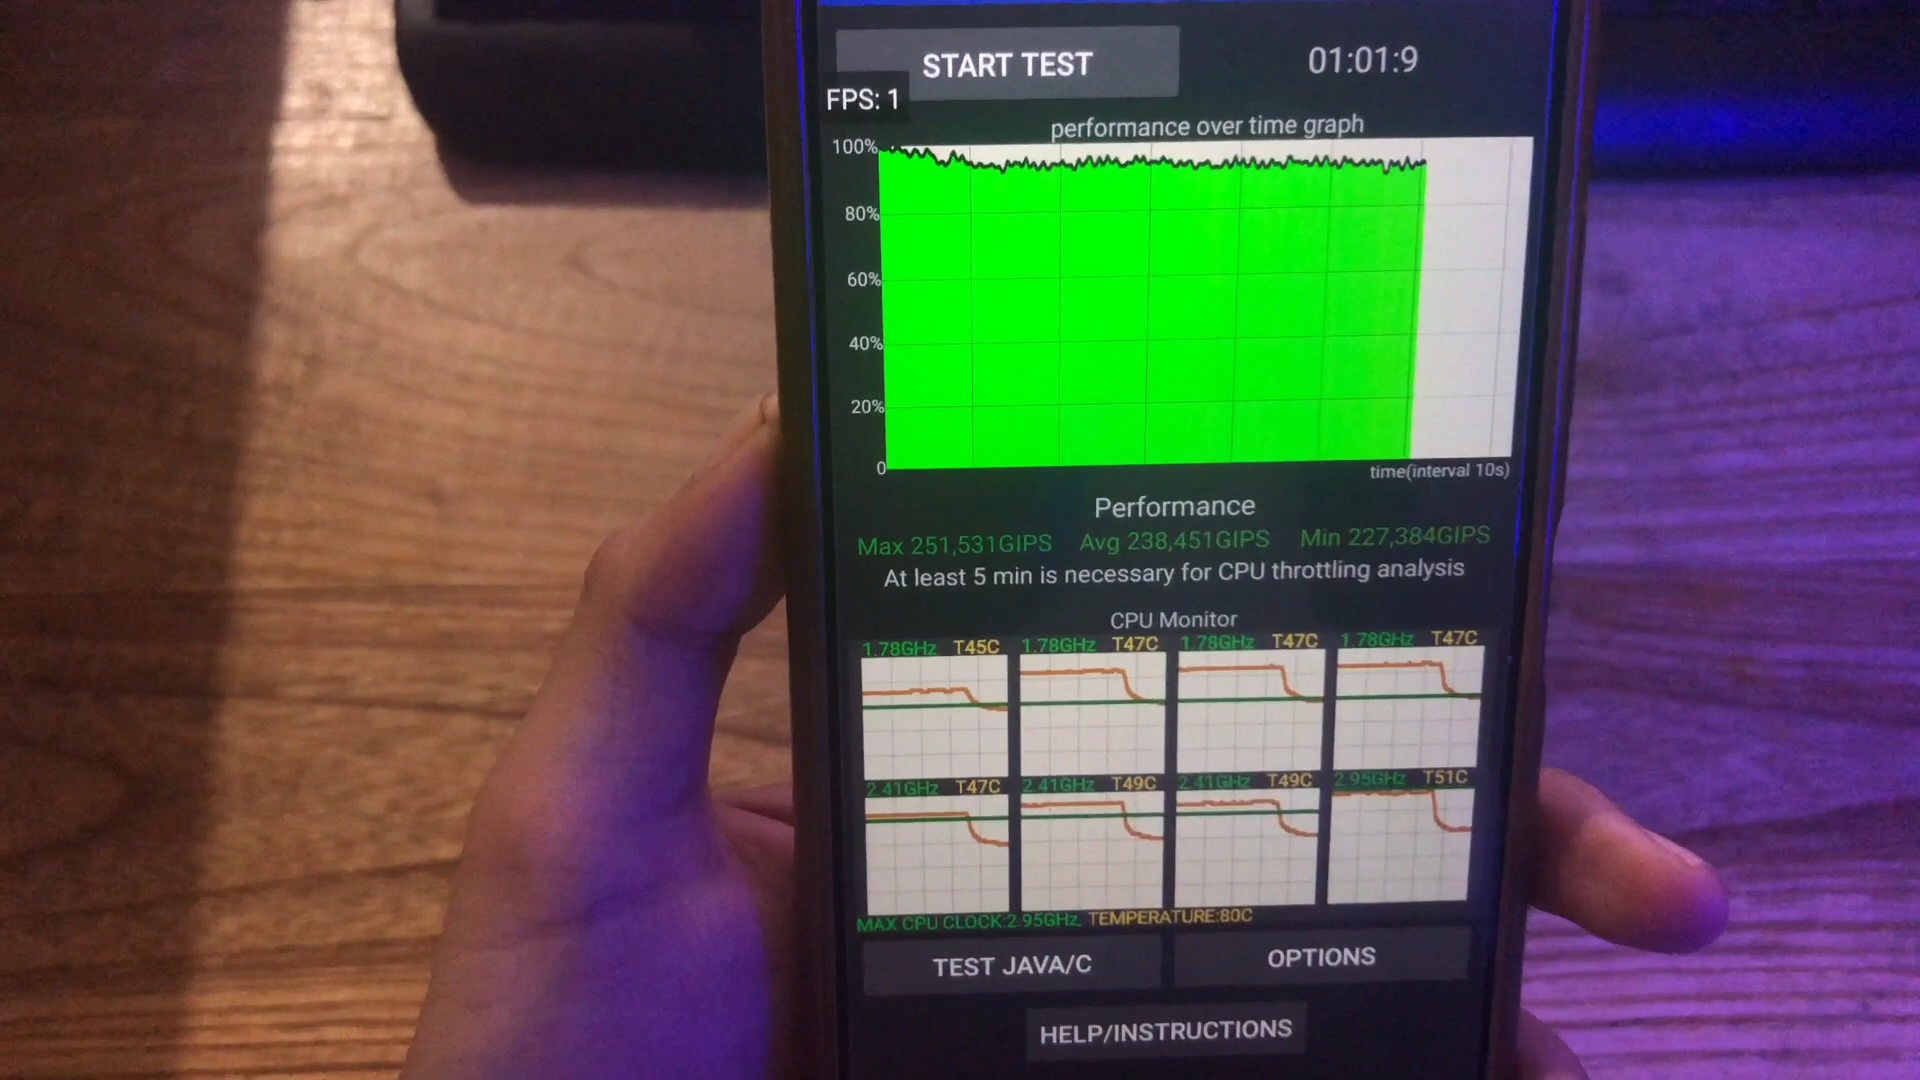 START TEST 01:01:9
FPS: 1
performance over time graph
100%
80%
60%
40%
20%
0
time(interval 10s)
Performance
Max 251,531GIPS Avg 238,451GIPS Min 227,384GIPS
At least 5 min is necessary for CPU throttling analysis
CPU Monitor
1.78GHz T45C 1.78GHz T47C 1.78GHz T47C 1.78GHz T47C
2.41GHz T47C 2.41GHz T49C 2.41GHz T49C 2.95GHz T51C
MAX CPU CLOCK:2.95GHz, TEMPERATURE:80C
TEST JAVA/C OPTIONS
HELP/INSTRUCTIONS